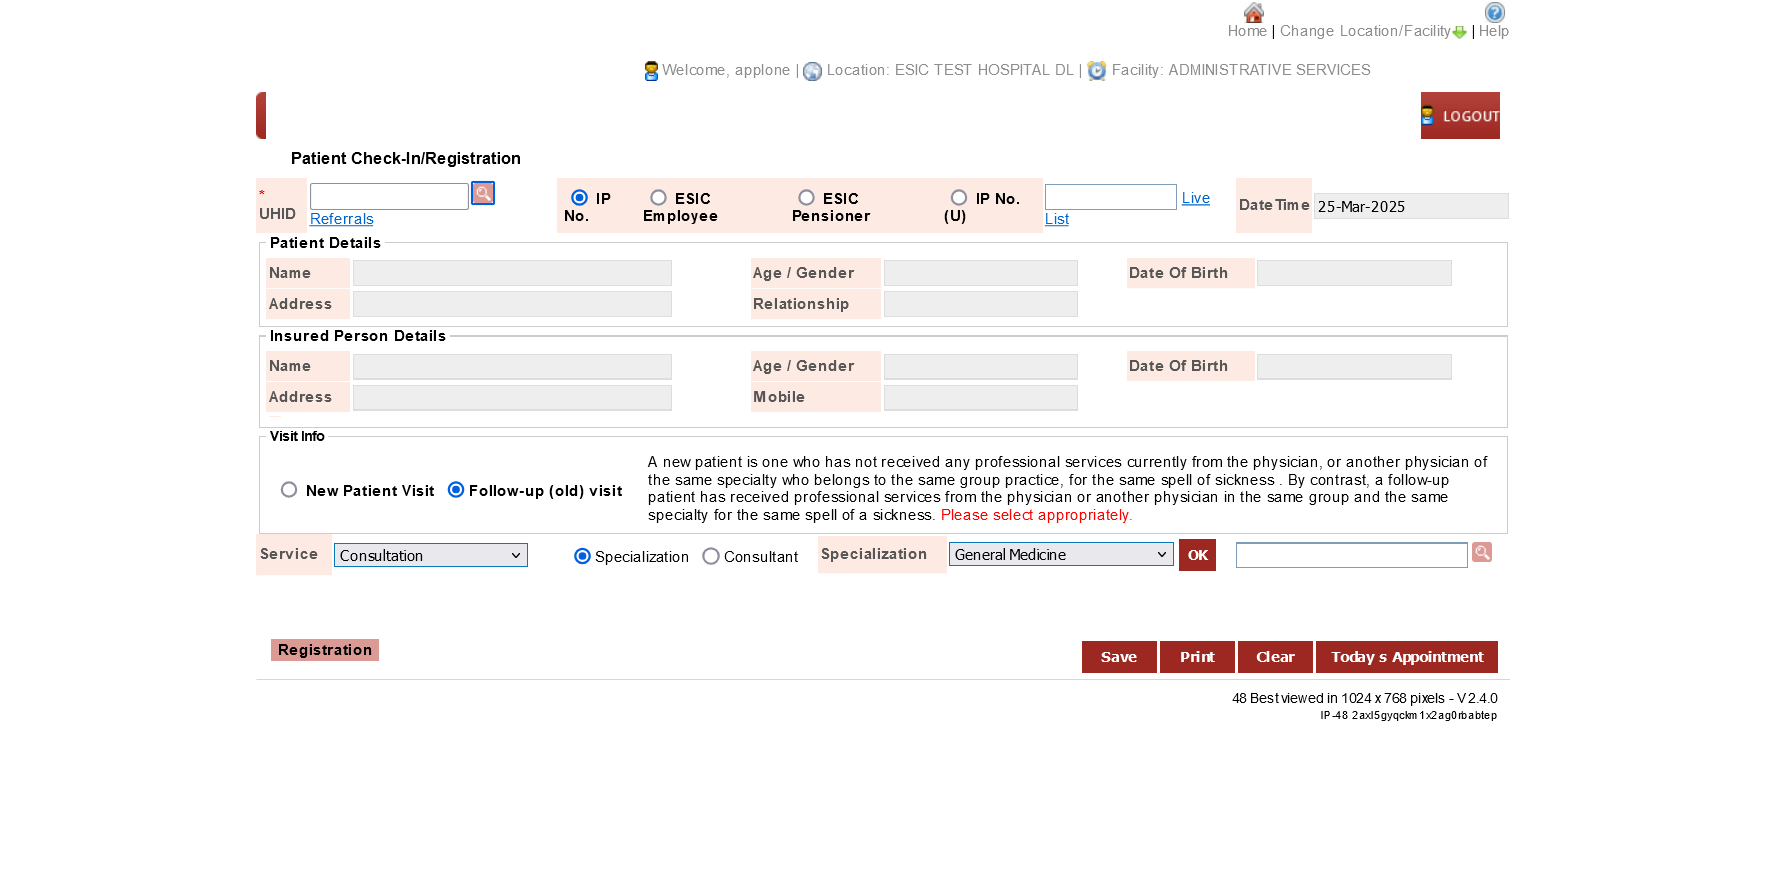 Home | Change Location/Facility | Help
Welcome, applone | Location: ESIC TEST HOSPITAL DL | Facility: ADMINISTRATIVE SERVICES
LOGOUT
Patient Check-In/Registration
* UHID
Referrals
IP No.
ESIC Employee
ESIC Pensioner
IP No. (U)
Live List
DateTime 25-Mar-2025
Patient Details
Name Age / Gender Date Of Birth
Address Relationship
Insured Person Details
Name Age / Gender Date Of Birth
Address Mobile
Visit Info
New Patient Visit Follow-up (old) visit
A new patient is one who has not received any professional services currently from the physician, or another physician of
the same specialty who belongs to the same group practice, for the same spell of sickness . By contrast, a follow-up
patient has received professional services from the physician or another physician in the same group and the same
specialty for the same spell of a sickness. Please select appropriately.
Service Consultation Specialization Consultant Specialization General Medicine OK
Registration
Save Print Clear Today s Appointment
48 Best viewed in 1024 x 768 pixels - V 2.4.0
IP-48 2axl5gyqckm1x2ag0rbabtep